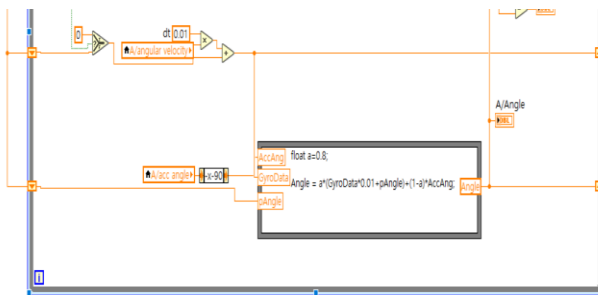 0
dt 0.01
A/angular velocity
A/Angle
AccAng
float a=0.8;
A/acc angle
-x-90
GyroData
Angle = a*(GyroData*0.01+pAngle)+(1-a)*AccAng;
Angle
pAngle
i